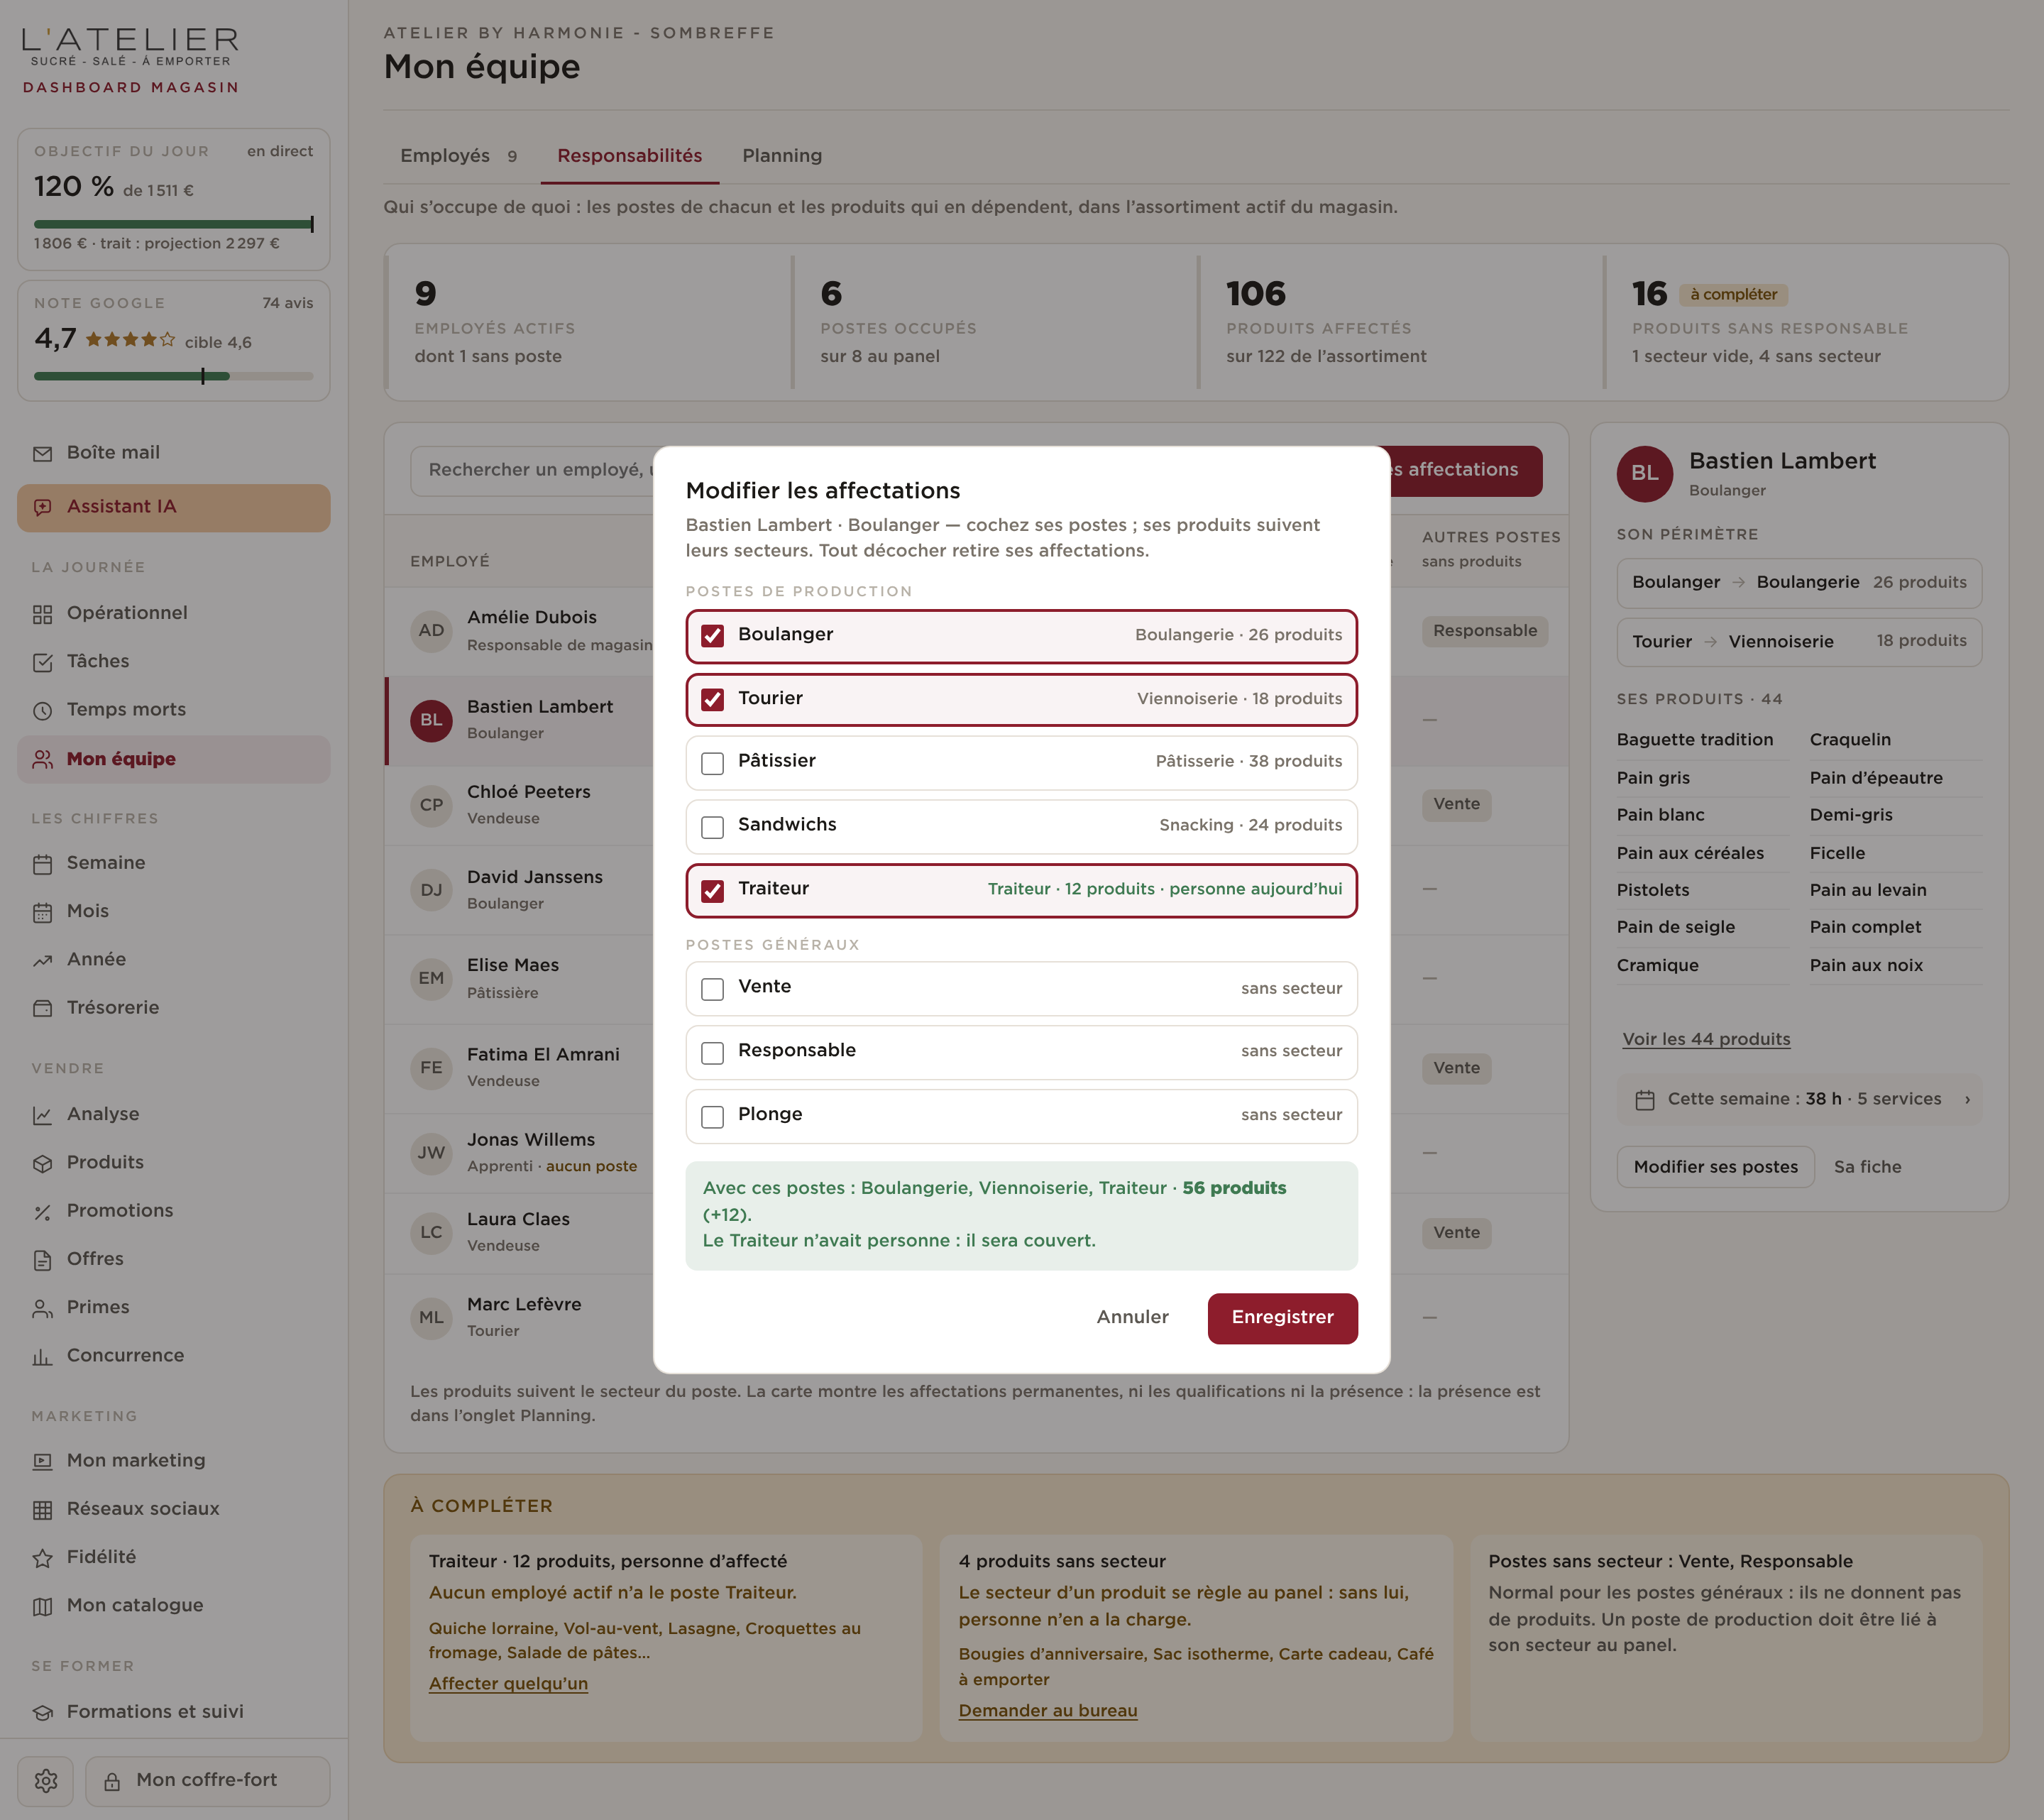 L'ATELIER
SUCRÉ - SALÉ - À EMPORTER
DASHBOARD MAGASIN
OBJECTIF DU JOUR en direct
120 % de 1 511 €
1 806 € · trait : projection 2 297 €
NOTE GOOGLE 74 avis
4,7 cible 4,6
Boîte mail
Assistant IA
LA JOURNÉE
Opérationnel
Tâches
Temps morts
Mon équipe
LES CHIFFRES
Semaine
Mois
Année
Trésorerie
VENDRE
Analyse
Produits
Promotions
Offres
Primes
Concurrence
MARKETING
Mon marketing
Réseaux sociaux
Fidélité
Mon catalogue
SE FORMER
Formations et suivi
Mon coffre-fort
ATELIER BY HARMONIE - SOMBREFFE
Mon équipe
Employés 9 Responsabilités Planning
Qui s’occupe de quoi : les postes de chacun et les produits qui en dépendent, dans l’assortiment actif du magasin.
9
EMPLOYÉS ACTIFS
dont 1 sans poste
6
POSTES OCCUPÉS
sur 8 au panel
106
PRODUITS AFFECTÉS
sur 122 de l’assortiment
16 à compléter
PRODUITS SANS RESPONSABLE
1 secteur vide, 4 sans secteur
Rechercher un employé,
es affectations
EMPLOYÉ
AUTRES POSTES
sans produits
AD Amélie Dubois
Responsable de magasin
Responsable
BL Bastien Lambert
Boulanger
—
CP Chloé Peeters
Vendeuse
Vente
DJ David Janssens
Boulanger
—
EM Elise Maes
Pâtissière
—
FE Fatima El Amrani
Vendeuse
Vente
JW Jonas Willems
Apprenti · aucun poste
—
LC Laura Claes
Vendeuse
Vente
ML Marc Lefèvre
Tourier
—
Les produits suivent le secteur du poste. La carte montre les affectations permanentes, ni les qualifications ni la présence : la présence est
dans l’onglet Planning.
Modifier les affectations
Bastien Lambert · Boulanger — cochez ses postes ; ses produits suivent
leurs secteurs. Tout décocher retire ses affectations.
POSTES DE PRODUCTION
Boulanger Boulangerie · 26 produits
Tourier Viennoiserie · 18 produits
Pâtissier Pâtisserie · 38 produits
Sandwichs Snacking · 24 produits
Traiteur Traiteur · 12 produits · personne aujourd’hui
POSTES GÉNÉRAUX
Vente sans secteur
Responsable sans secteur
Plonge sans secteur
Avec ces postes : Boulangerie, Viennoiserie, Traiteur · 56 produits
(+12).
Le Traiteur n’avait personne : il sera couvert.
Annuler Enregistrer
BL Bastien Lambert
Boulanger
SON PÉRIMÈTRE
Boulanger → Boulangerie 26 produits
Tourier → Viennoiserie 18 produits
SES PRODUITS · 44
Baguette tradition Craquelin
Pain gris Pain d’épeautre
Pain blanc Demi-gris
Pain aux céréales Ficelle
Pistolets Pain au levain
Pain de seigle Pain complet
Cramique Pain aux noix
Voir les 44 produits
Cette semaine : 38 h · 5 services ›
Modifier ses postes Sa fiche
À COMPLÉTER
Traiteur · 12 produits, personne d’affecté
Aucun employé actif n’a le poste Traiteur.
Quiche lorraine, Vol-au-vent, Lasagne, Croquettes au
fromage, Salade de pâtes…
Affecter quelqu’un
4 produits sans secteur
Le secteur d’un produit se règle au panel : sans lui,
personne n’en a la charge.
Bougies d’anniversaire, Sac isotherme, Carte cadeau, Café
à emporter
Demander au bureau
Postes sans secteur : Vente, Responsable
Normal pour les postes généraux : ils ne donnent pas
de produits. Un poste de production doit être lié à
son secteur au panel.